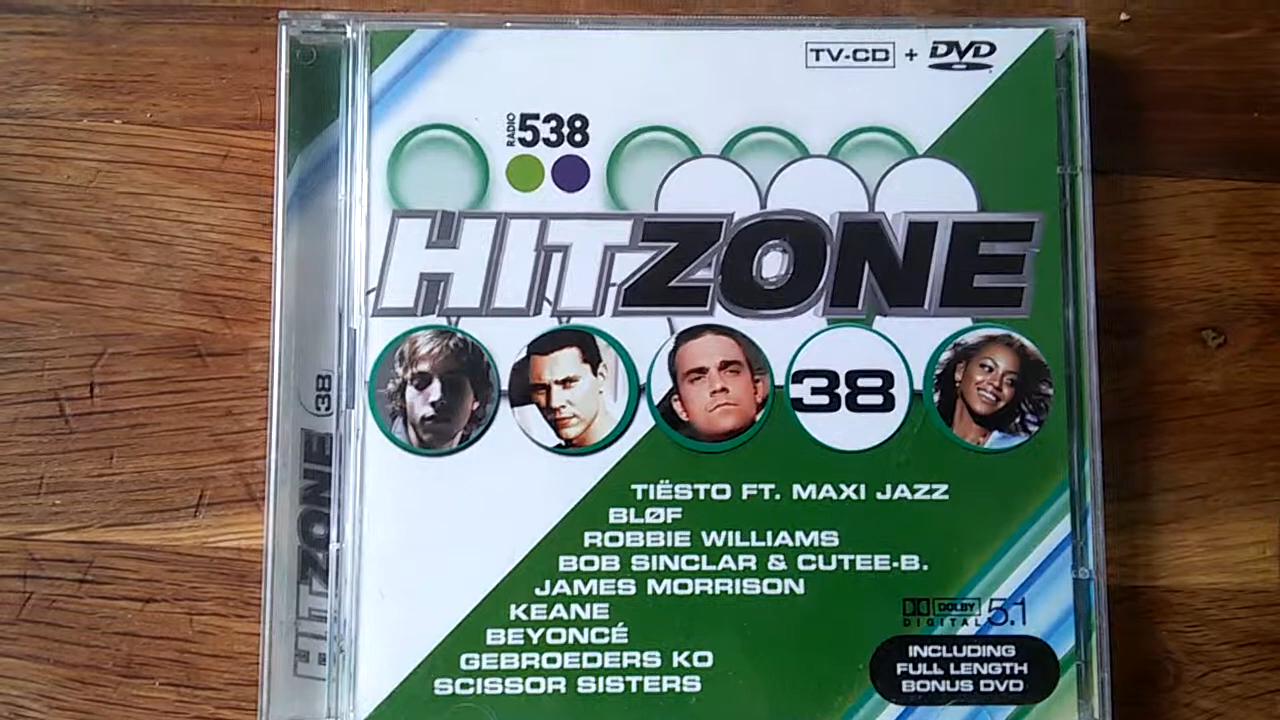 TV-CD + DVD
RADIO 538
HITZONE
38
HITZONE 38
TIËSTO FT. MAXI JAZZ
BLØF
ROBBIE WILLIAMS
BOB SINCLAR & CUTEE-B.
JAMES MORRISON
KEANE
BEYONCÉ
GEBROEDERS KO
SCISSOR SISTERS
DOLBY
DIGITAL 5.1
INCLUDING
FULL LENGTH
BONUS DVD